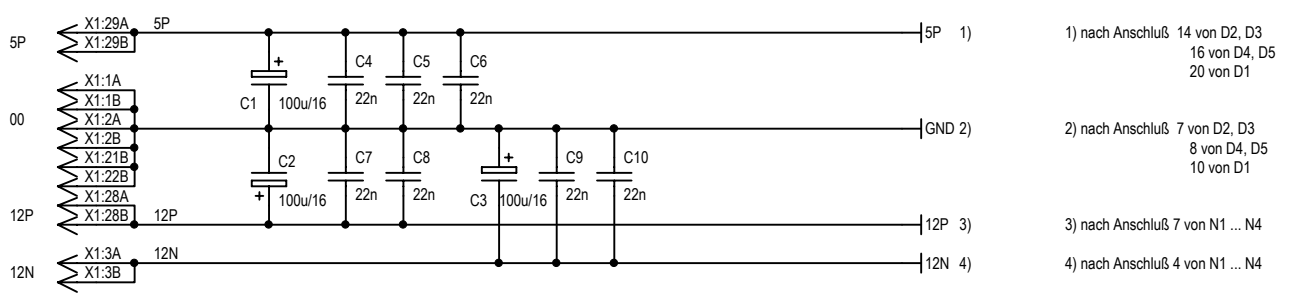 X1:29A 5P
5P
X1:29B
5P 1)
1) nach Anschluß 14 von D2, D3
16 von D4, D5
20 von D1
+
C4 C5 C6
C1 100u/16 22n 22n 22n
X1:1A
X1:1B
00
X1:2A
X1:2B
X1:21B
X1:22B
GND 2)
2) nach Anschluß 7 von D2, D3
8 von D4, D5
10 von D1
C2 C7 C8 + C9 C10
+ 100u/16 22n 22n C3 100u/16 22n 22n
X1:28A
12P
X1:28B 12P
12P 3)
3) nach Anschluß 7 von N1 ... N4
X1:3A 12N
12N
X1:3B
12N 4)
4) nach Anschluß 4 von N1 ... N4